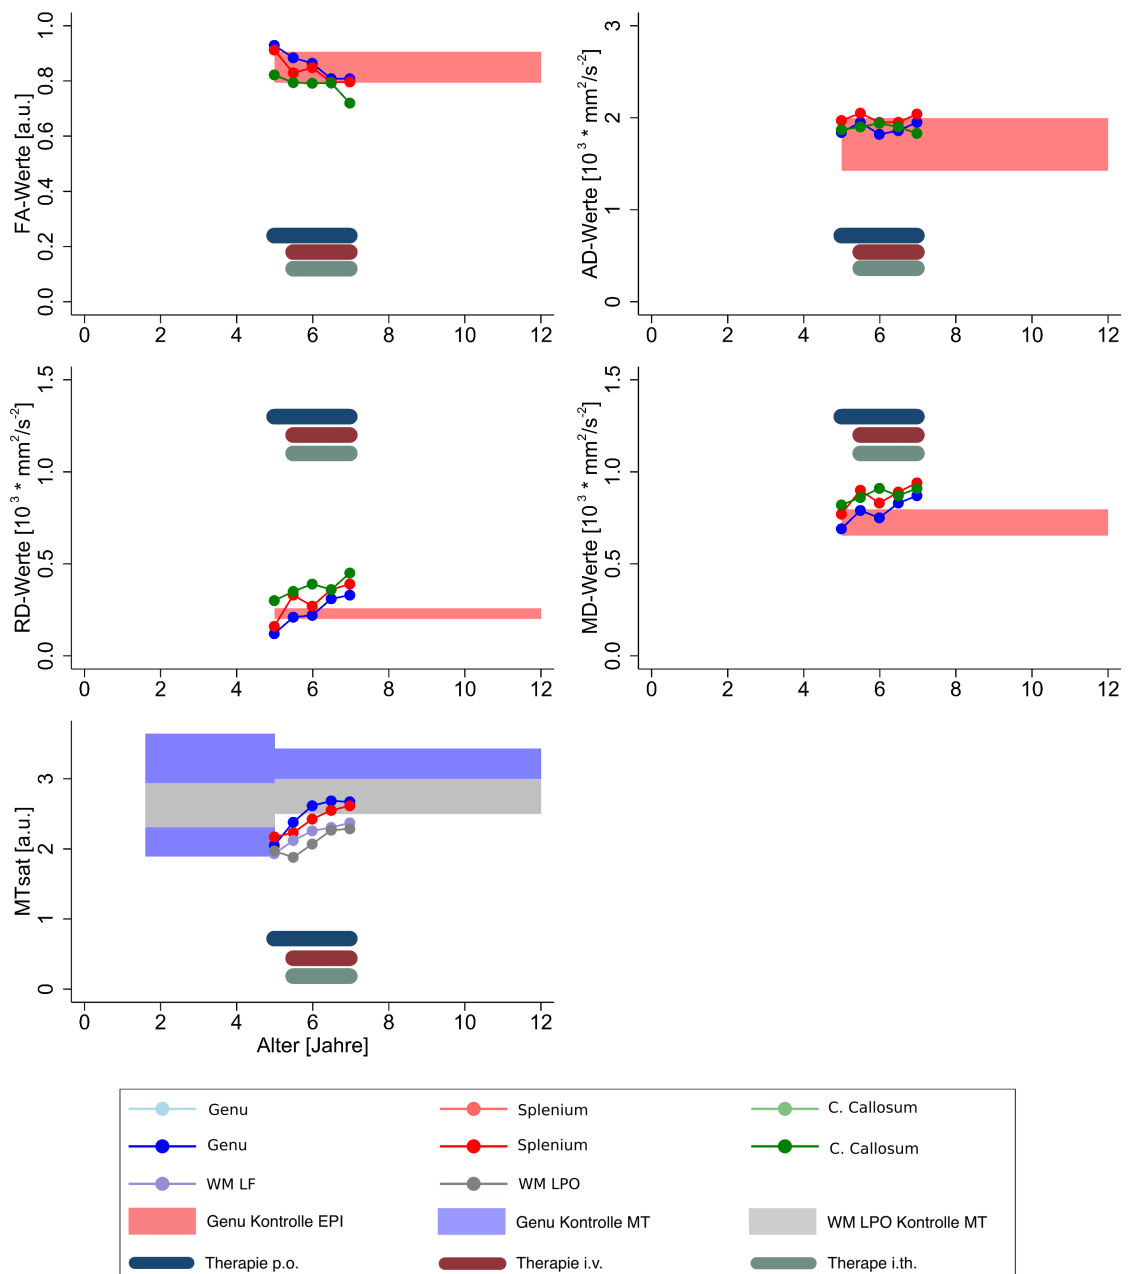 FA-Werte [a.u.]
1.0
0.8
0.6
0.4
0.2
0.0
0 2 4 6 8 10 12
AD-Werte [10³ * mm²/s⁻²]
3
2
1
0
0 2 4 6 8 10 12
RD-Werte [10³ * mm²/s⁻²]
1.5
1.0
0.5
0.0
0 2 4 6 8 10 12
MD-Werte [10³ * mm²/s⁻²]
1.5
1.0
0.5
0.0
0 2 4 6 8 10 12
MTsat [a.u.]
3
2
1
0
0 2 4 6 8 10 12
Alter [Jahre]
Genu Splenium C. Callosum
Genu Splenium C. Callosum
WM LF WM LPO
Genu Kontrolle EPI Genu Kontrolle MT WM LPO Kontrolle MT
Therapie p.o. Therapie i.v. Therape i.th.